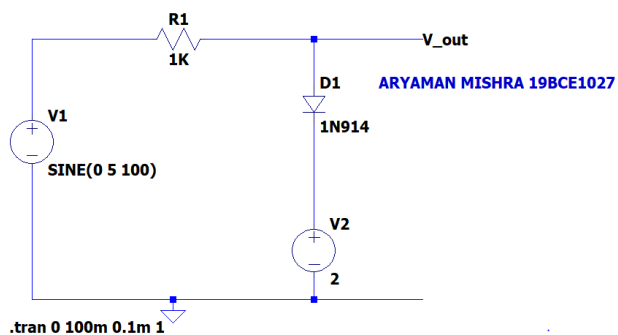 R1
1K
V_out
D1
ARYAMAN MISHRA 19BCE1027
V1
1N914
SINE(0 5 100)
V2
2
.tran 0 100m 0.1m 1